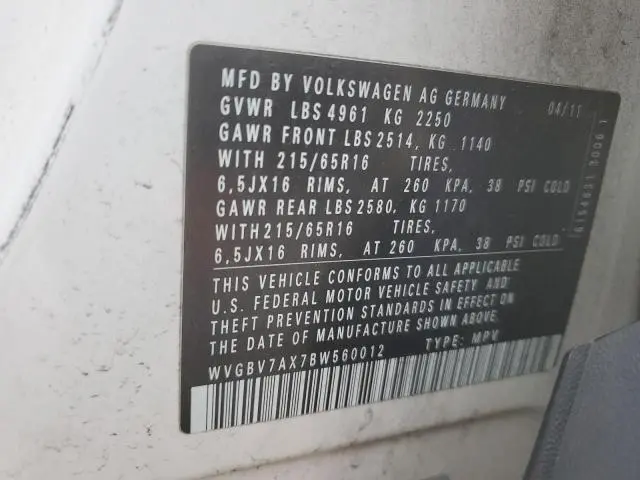 MFD BY VOLKSWAGEN AG GERMANY 04/11
GVWR LBS 4961 KG 2250
GAWR FRONT LBS 2514, KG 1140
WITH 215/65R16 TIRES,
6,5JX16 RIMS, AT 260 KPA, 38 PSI COLD
GAWR REAR LBS 2580, KG 1170
WITH 215/65R16 TIRES,
6,5JX16 RIMS, AT 260 KPA, 38 PSI COLD
THIS VEHICLE CONFORMS TO ALL APPLICABLE
U.S. FEDERAL MOTOR VEHICLE SAFETY AND
THEFT PREVENTION STANDARDS IN EFFECT ON
THE DATE OF MANUFACTURE SHOWN ABOVE.
WVGBV7AX7BW560012 TYPE: MPV